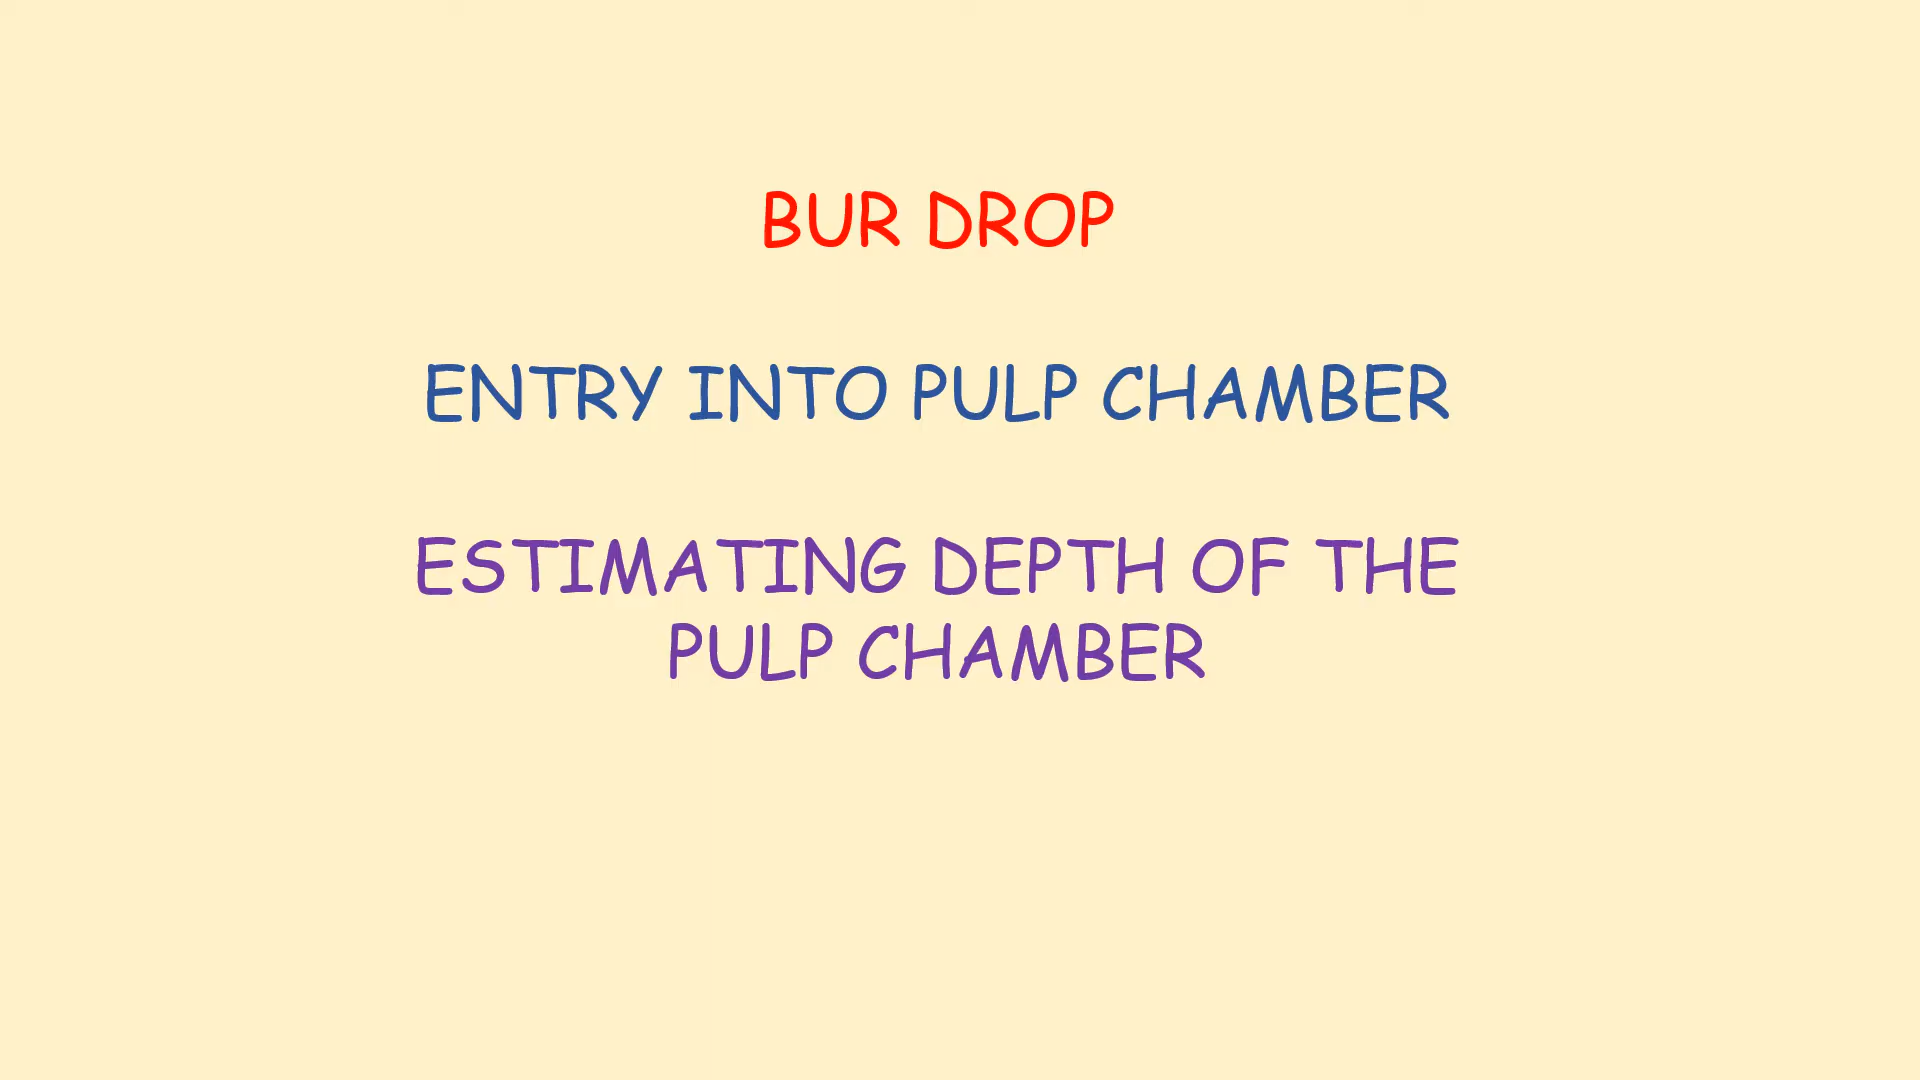 BUR DROP
ENTRY INTO PULP CHAMBER
ESTIMATING DEPTH OF THE
PULP CHAMBER